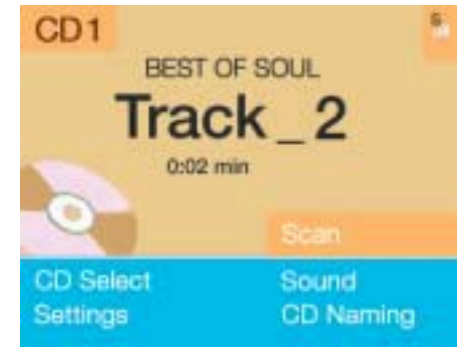 CD1 S
BEST OF SOUL
Track_2
0:02 min
Scan
CD Select Sound
Settings CD Naming